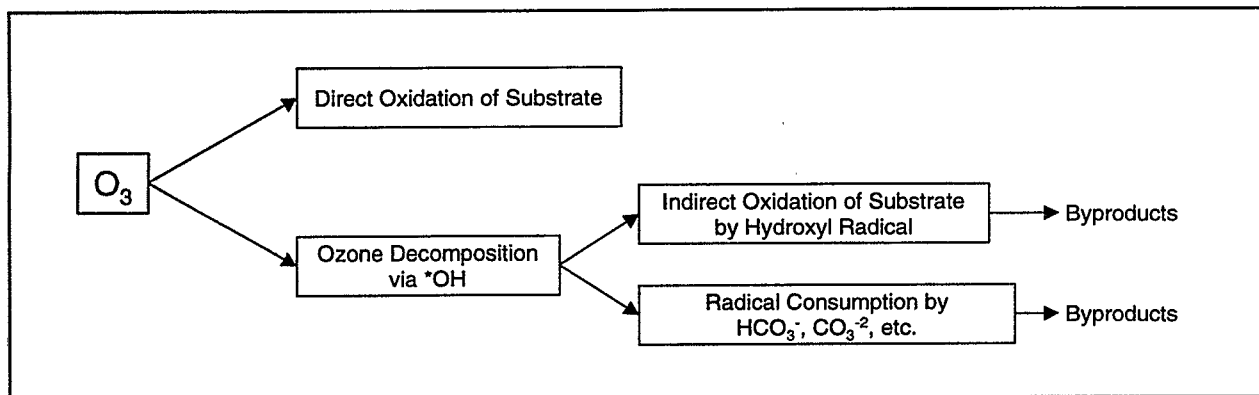 Direct Oxidation of Substrate
O₃
Indirect Oxidation of Substrate
by Hydroxyl Radical
Byproducts
Ozone Decomposition
via *OH
Radical Consumption by
HCO₃⁻, CO₃⁻², etc.
Byproducts